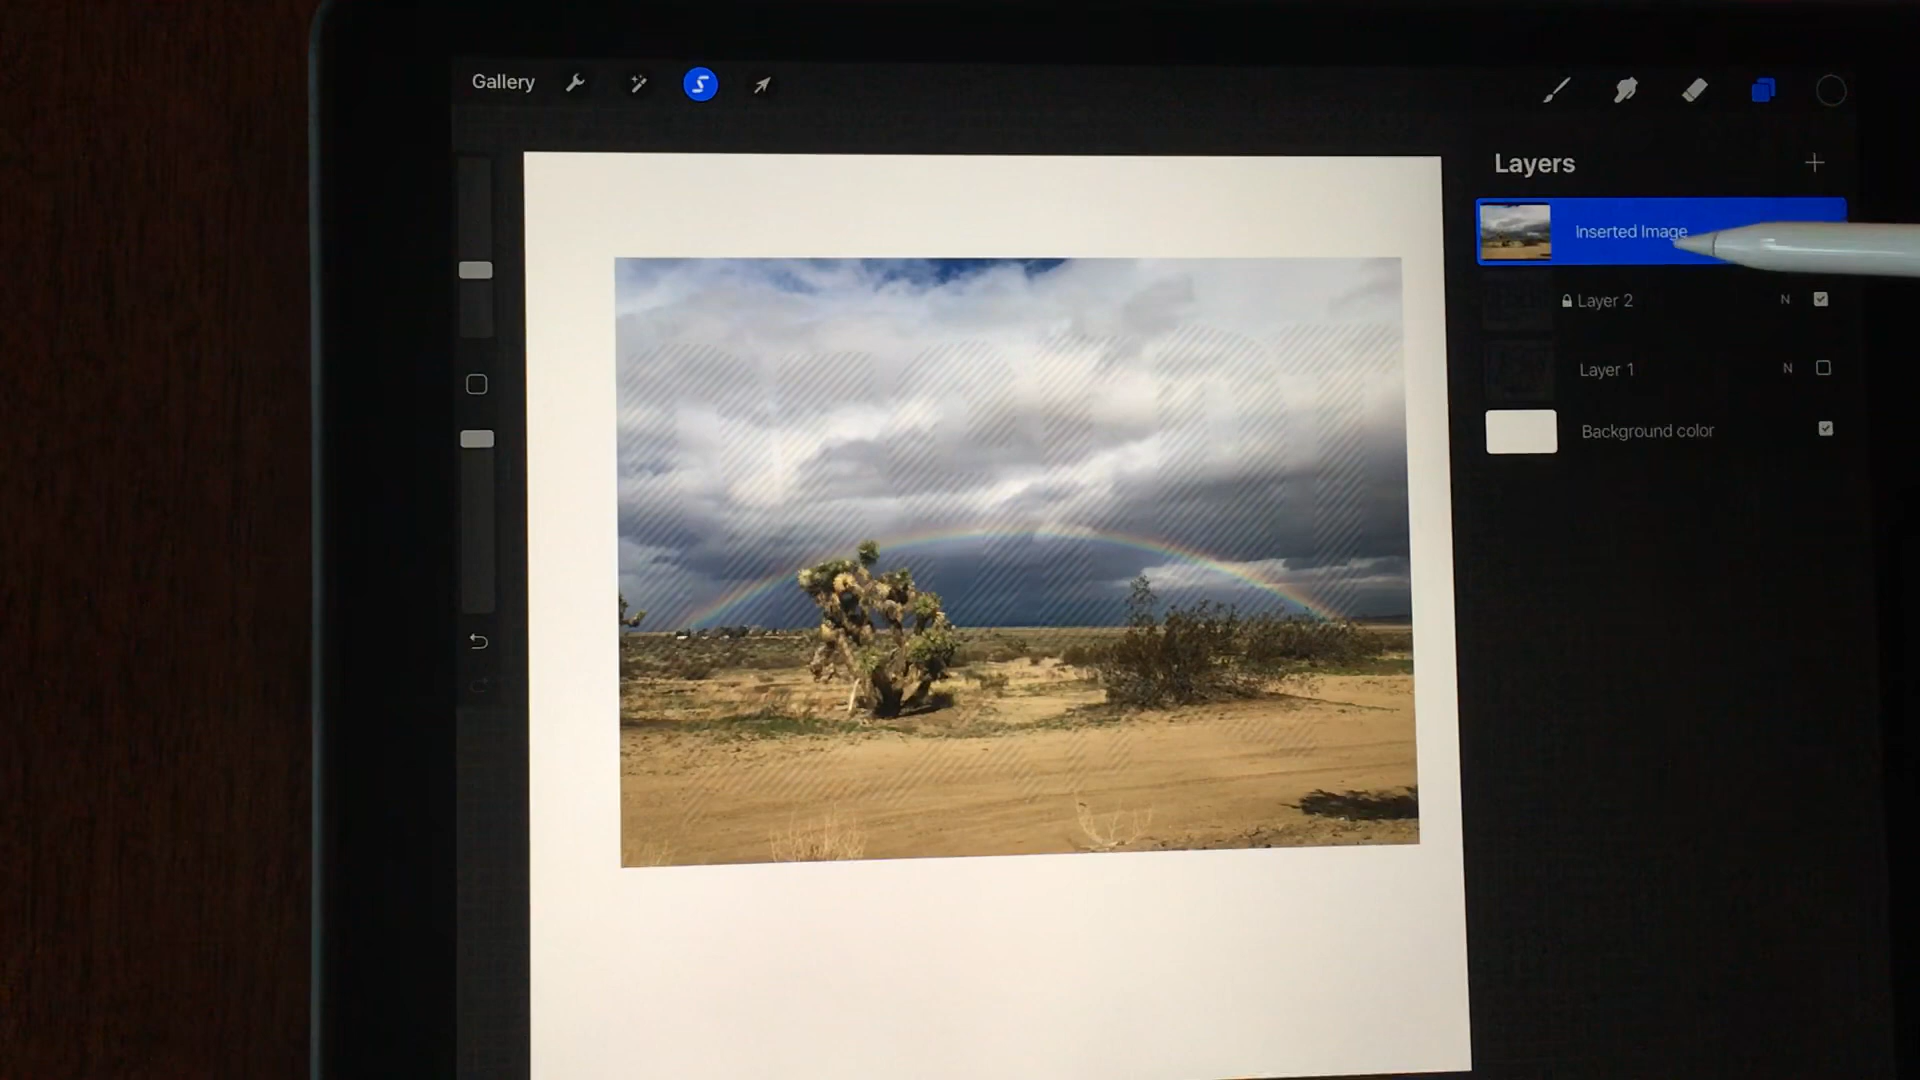 Gallery
Layers
Inserted Image
Layer 2 N
Layer 1 N
Background color